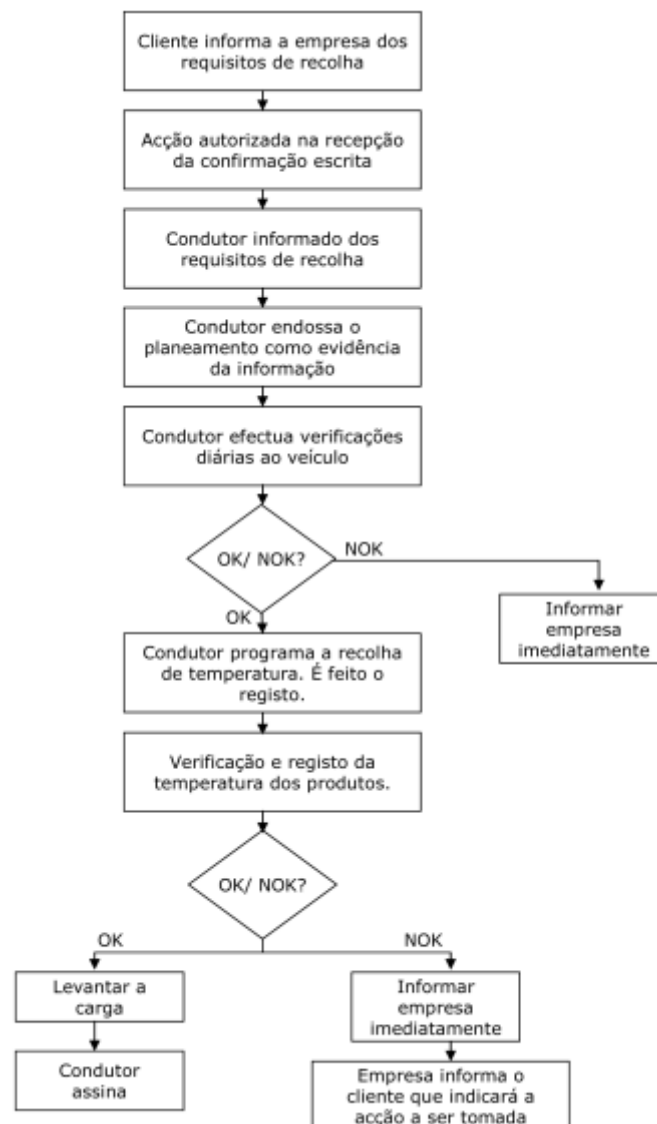 Cliente informa a empresa dos
requisitos de recolha
Acção autorizada na recepção
da confirmação escrita
Condutor informado dos
requisitos de recolha
Condutor endossa o
planeamento como evidência
da informação
Condutor efectua verificações
diárias ao veículo
OK/ NOK?
NOK
Informar
empresa
imediatamente
OK
Condutor programa a recolha
de temperatura. É feito o
registo.
Verificação e registo da
temperatura dos produtos.
OK/ NOK?
OK
NOK
Levantar a
carga
Informar
empresa
imediatamente
Condutor
assina
Empresa informa o
cliente que indicará a
acção a ser tomada